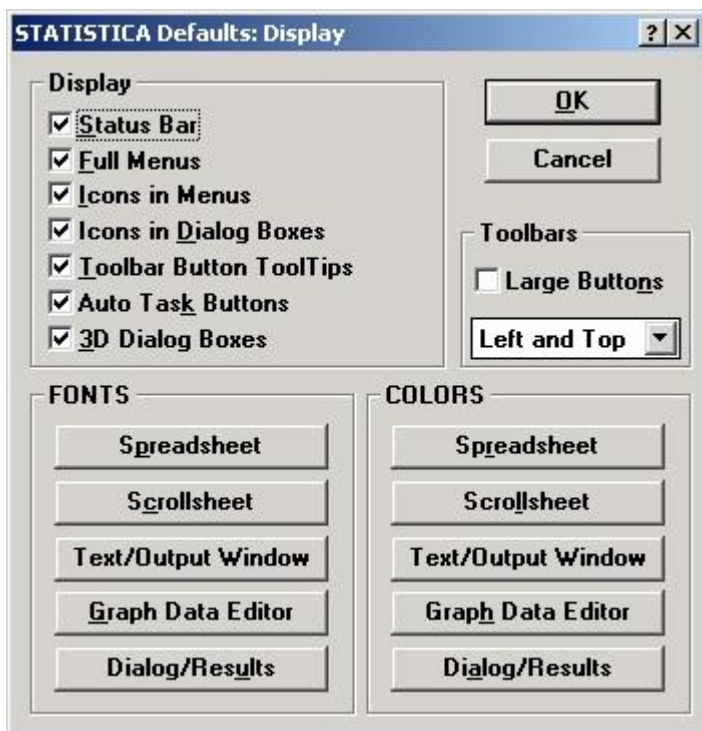 STATISTICA Defaults: Display
?
Display
Status Bar
Full Menus
Icons in Menus
Icons in Dialog Boxes
Toolbar Button ToolTips
Auto Task Buttons
3D Dialog Boxes
OK
Cancel
Toolbars
Large Buttons
Left and Top
FONTS
Spreadsheet
Scrollsheet
Text/Output Window
Graph Data Editor
Dialog/Results
COLORS
Spreadsheet
Scrollsheet
Text/Output Window
Graph Data Editor
Dialog/Results